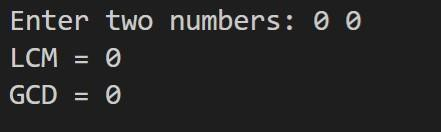 Enter two numbers: 0 0
LCM = 0
GCD = 0